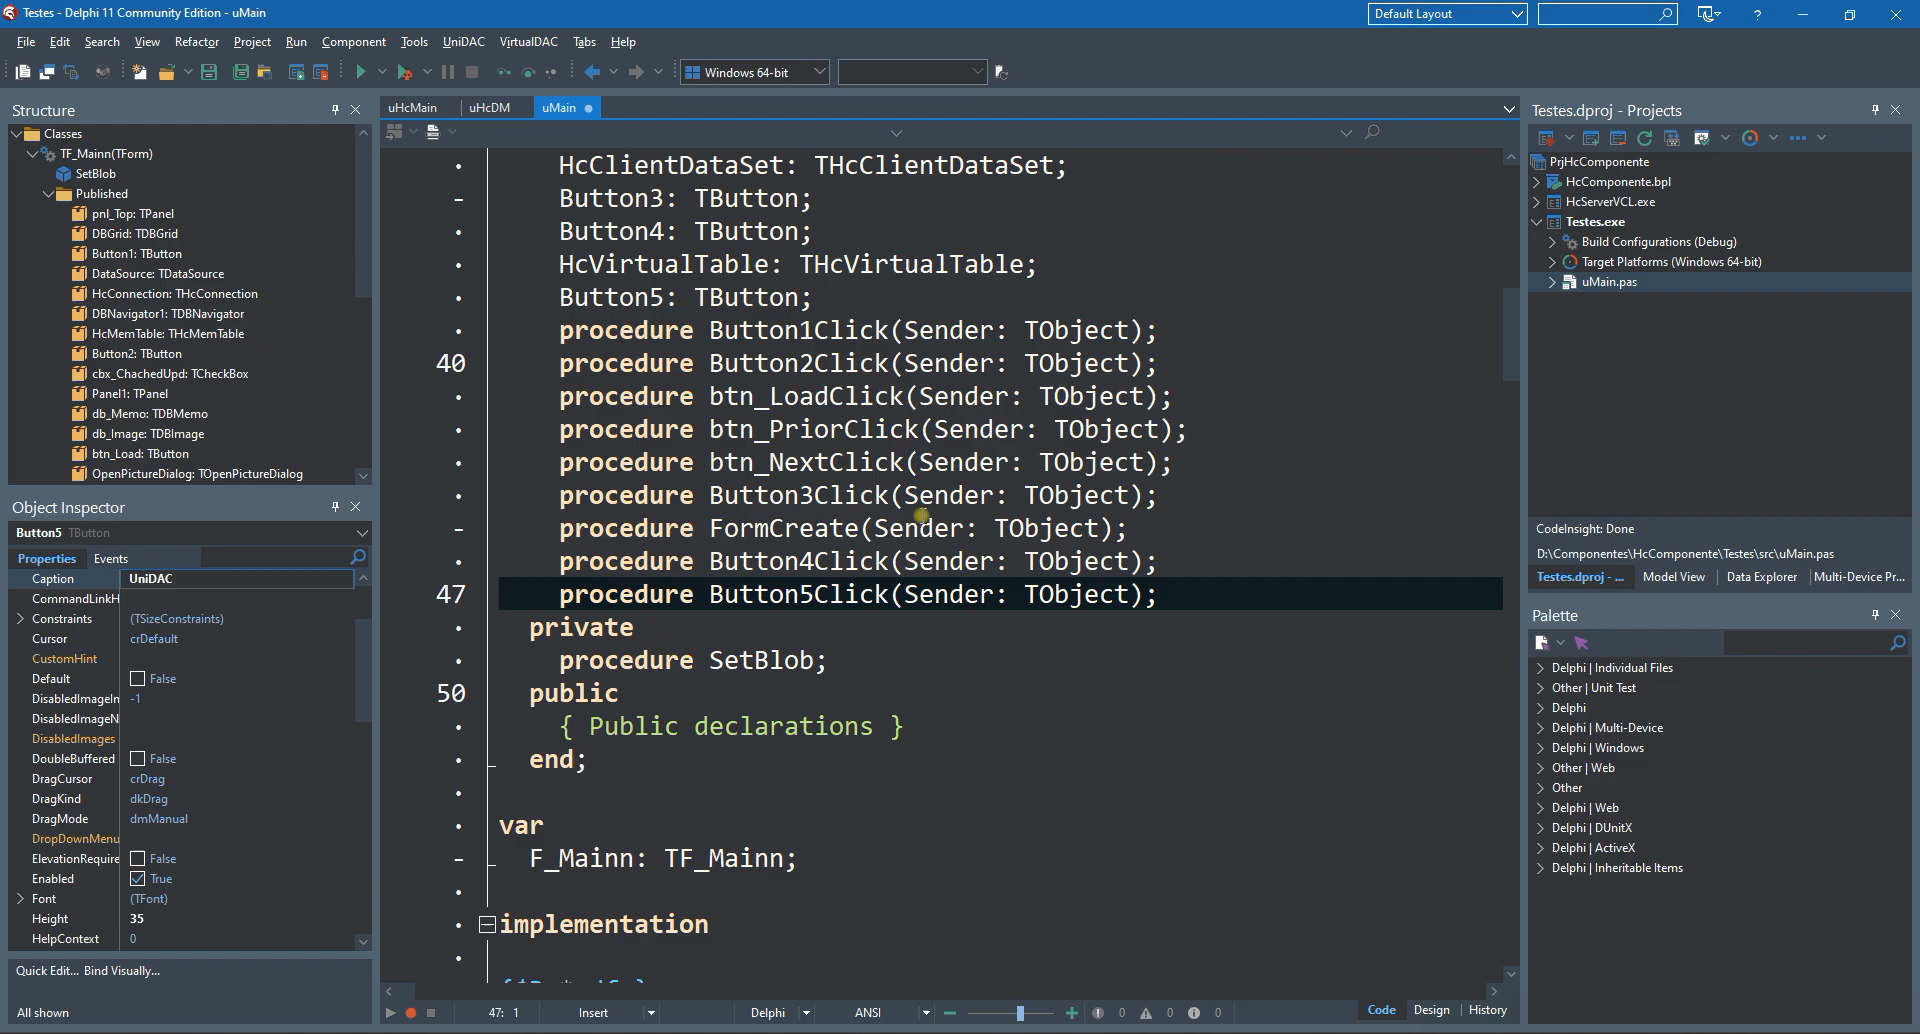 Testes - Delphi 11 Community Edition - uMain
Default Layout
?
File Edit Search View Refactor Project Run Component Tools UniDAC VirtualDAC Tabs Help
Windows 64-bit
Structure
Classes
TF_Mainn(TForm)
SetBlob
Published
pnl_Top: TPanel
DBGrid: TDBGrid
Button1: TButton
DataSource: TDataSource
HcConnection: THcConnection
DBNavigator1: TDBNavigator
HcMemTable: THcMemTable
Button2: TButton
cbx_ChachedUpd: TCheckBox
Panel1: TPanel
db_Memo: TDBMemo
db_Image: TDBImage
btn_Load: TButton
OpenPictureDialog: TOpenPictureDialog
Object Inspector
Button5 TButton
Properties Events
Caption UniDAC
CommandLinkH
Constraints (TSizeConstraints)
Cursor crDefault
CustomHint
Default False
DisabledImageIn -1
DisabledImageN
DisabledImages
DoubleBuffered False
DragCursor crDrag
DragKind dkDrag
DragMode dmManual
DropDownMenu
ElevationRequire False
Enabled True
Font (TFont)
Height 35
HelpContext 0
Quick Edit... Bind Visually...
All shown
uHcMain uHcDM uMain
HcClientDataSet: THcClientDataSet;
Button3: TButton;
Button4: TButton;
HcVirtualTable: THcVirtualTable;
Button5: TButton;
procedure Button1Click(Sender: TObject);
40 procedure Button2Click(Sender: TObject);
procedure btn_LoadClick(Sender: TObject);
procedure btn_PriorClick(Sender: TObject);
procedure btn_NextClick(Sender: TObject);
procedure Button3Click(Sender: TObject);
procedure FormCreate(Sender: TObject);
procedure Button4Click(Sender: TObject);
47 procedure Button5Click(Sender: TObject);
private
procedure SetBlob;
50 public
{ Public declarations }
end;
var
F_Mainn: TF_Mainn;
implementation
47: 1 Insert Delphi ANSI 0 0 0
Code Design History
Testes.dproj - Projects
PrjHcComponente
HcComponente.bpl
HcServerVCL.exe
Testes.exe
Build Configurations (Debug)
Target Platforms (Windows 64-bit)
uMain.pas
CodeInsight: Done
D:\Componentes\HcComponente\Testes\src\uMain.pas
Testes.dproj - ... Model View Data Explorer Multi-Device Pr...
Palette
Delphi | Individual Files
Other | Unit Test
Delphi
Delphi | Multi-Device
Delphi | Windows
Other | Web
Other
Delphi | Web
Delphi | DUnitX
Delphi | ActiveX
Delphi | Inheritable Items